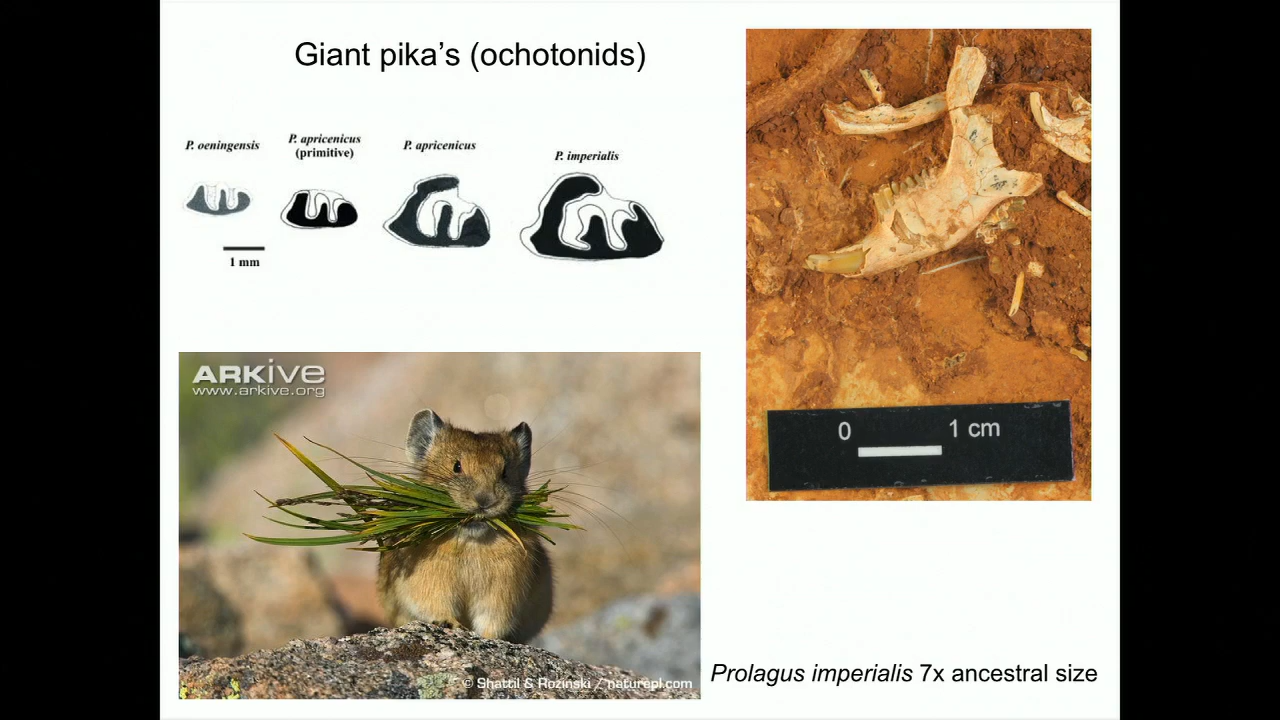 Giant pika’s (ochotonids)
P. oeningensis
P. apricenicus
(primitive)
P. apricenicus
P. imperialis
1 mm
0 1 cm
ARKive
www.arkive.org
© Shattil & Rozinski / naturepl.com
Prolagus imperialis 7x ancestral size